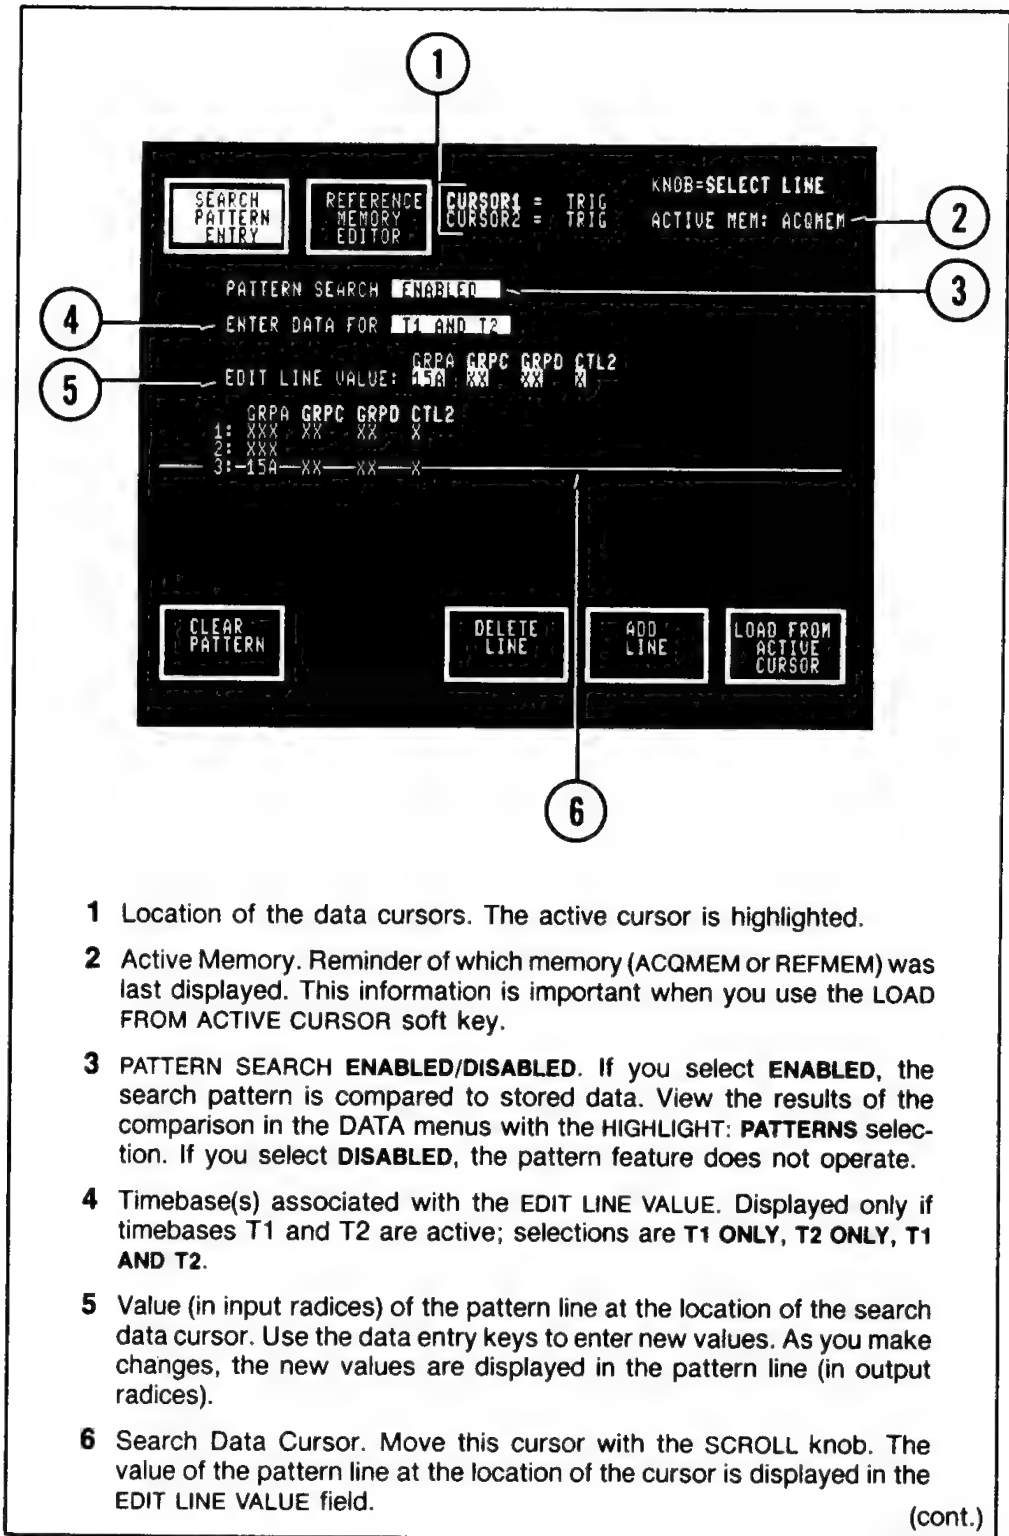 1
SEARCH PATTERN ENTRY
REFERENCE MEMORY EDITOR
CURSOR1 = TRIG
CURSOR2 = TRIG
KNOB=SELECT LINE
ACTIVE MEM: ACQMEM
2
PATTERN SEARCH ENABLED
3
4
ENTER DATA FOR T1 AND T2
GRPA GRPC GRPD CTL2
5
EDIT LINE VALUE: 15A XX XX X
GRPA GRPC GRPD CTL2
1: XXX XX XX X
2: XXX
3: 15A XX XX X
CLEAR PATTERN
DELETE LINE
ADD LINE
LOAD FROM ACTIVE CURSOR
6
1 Location of the data cursors. The active cursor is highlighted.
2 Active Memory. Reminder of which memory (ACQMEM or REFMEM) was
last displayed. This information is important when you use the LOAD
FROM ACTIVE CURSOR soft key.
3 PATTERN SEARCH ENABLED/DISABLED. If you select ENABLED, the
search pattern is compared to stored data. View the results of the
comparison in the DATA menus with the HIGHLIGHT: PATTERNS selec-
tion. If you select DISABLED, the pattern feature does not operate.
4 Timebase(s) associated with the EDIT LINE VALUE. Displayed only if
timebases T1 and T2 are active; selections are T1 ONLY, T2 ONLY, T1
AND T2.
5 Value (in input radices) of the pattern line at the location of the search
data cursor. Use the data entry keys to enter new values. As you make
changes, the new values are displayed in the pattern line (in output
radices).
6 Search Data Cursor. Move this cursor with the SCROLL knob. The
value of the pattern line at the location of the cursor is displayed in the
EDIT LINE VALUE field.
(cont.)